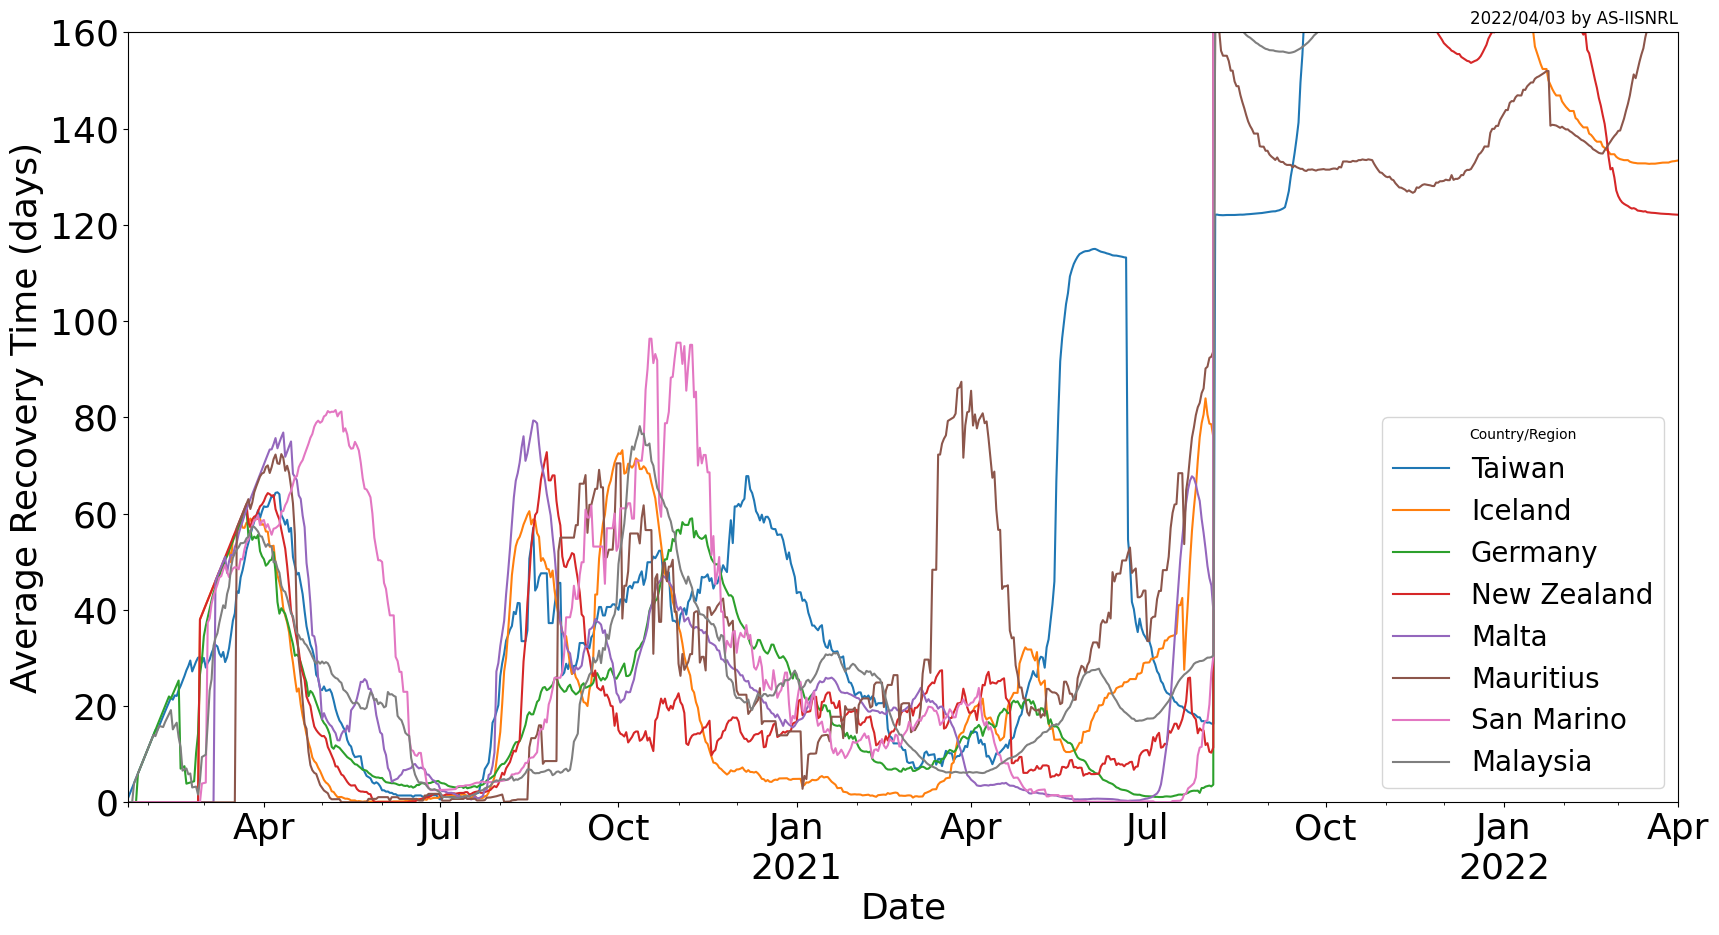 2022/04/03 by AS-IISNRL
160
140
120
100
80
60
40
20
0
Average Recovery Time (days)
Country/Region
Taiwan
Iceland
Germany
New Zealand
Malta
Mauritius
San Marino
Malaysia
Apr Jul Oct Jan Apr Jul Oct Jan Apr
2021 2022
Date